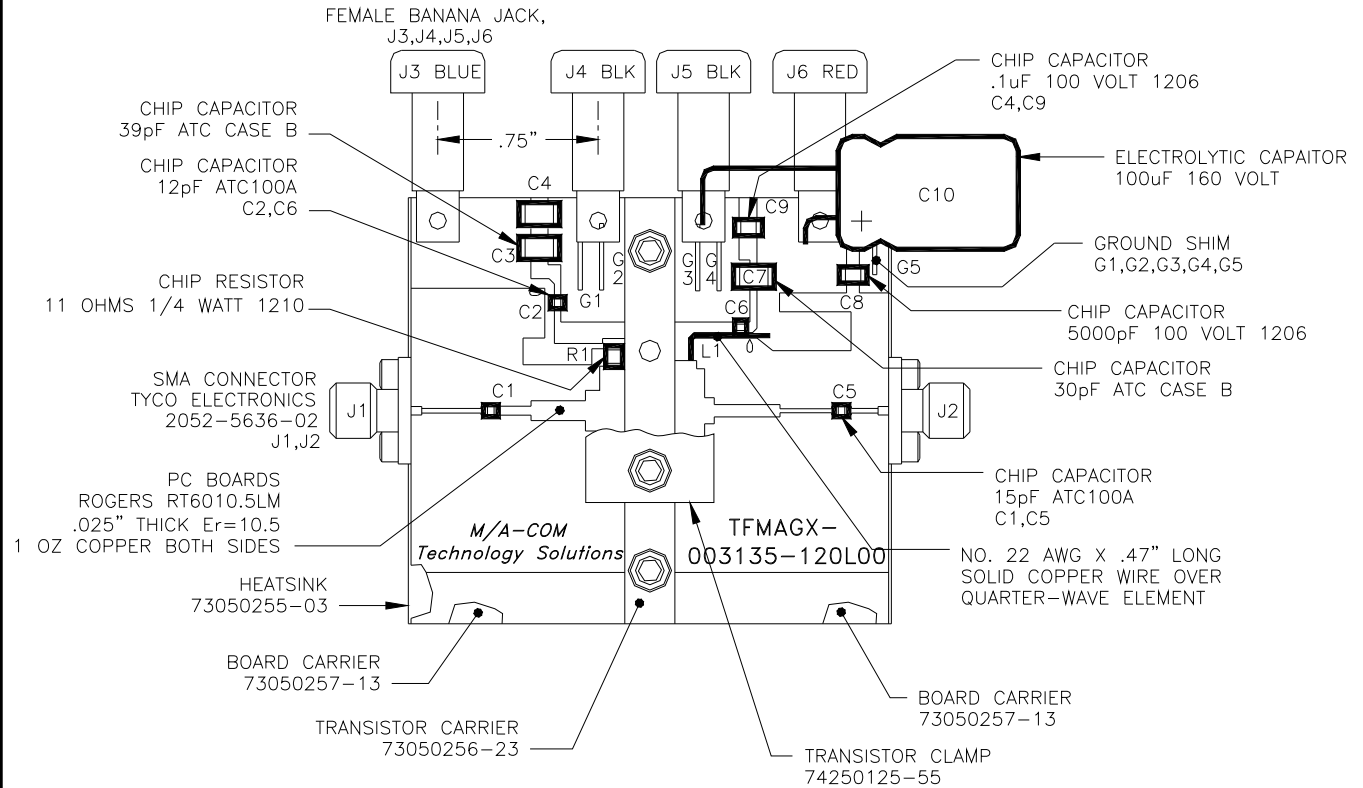 FEMALE BANANA JACK,
J3,J4,J5,J6
J3 BLUE
J4 BLK
J5 BLK
J6 RED
CHIP CAPACITOR
.1uF 100 VOLT 1206
C4,C9
CHIP CAPACITOR
39pF ATC CASE B
.75"
ELECTROLYTIC CAPAITOR
100uF 160 VOLT
CHIP CAPACITOR
12pF ATC100A
C2,C6
C4
C9
C10
C3
G2
G3
G4
G5
GROUND SHIM
G1,G2,G3,G4,G5
CHIP RESISTOR
11 OHMS 1/4 WATT 1210
C2
G1
C7
C6
C8
CHIP CAPACITOR
5000pF 100 VOLT 1206
R1
L1
CHIP CAPACITOR
30pF ATC CASE B
SMA CONNECTOR
TYCO ELECTRONICS
2052-5636-02
J1,J2
J1
C1
C5
J2
PC BOARDS
ROGERS RT6010.5LM
.025" THICK Er=10.5
1 OZ COPPER BOTH SIDES
CHIP CAPACITOR
15pF ATC100A
C1,C5
M/A-COM
Technology Solutions
TFMAGX-
003135-120L00
NO. 22 AWG X .47" LONG
SOLID COPPER WIRE OVER
QUARTER-WAVE ELEMENT
HEATSINK
73050255-03
BOARD CARRIER
73050257-13
BOARD CARRIER
73050257-13
TRANSISTOR CARRIER
73050256-23
TRANSISTOR CLAMP
74250125-55